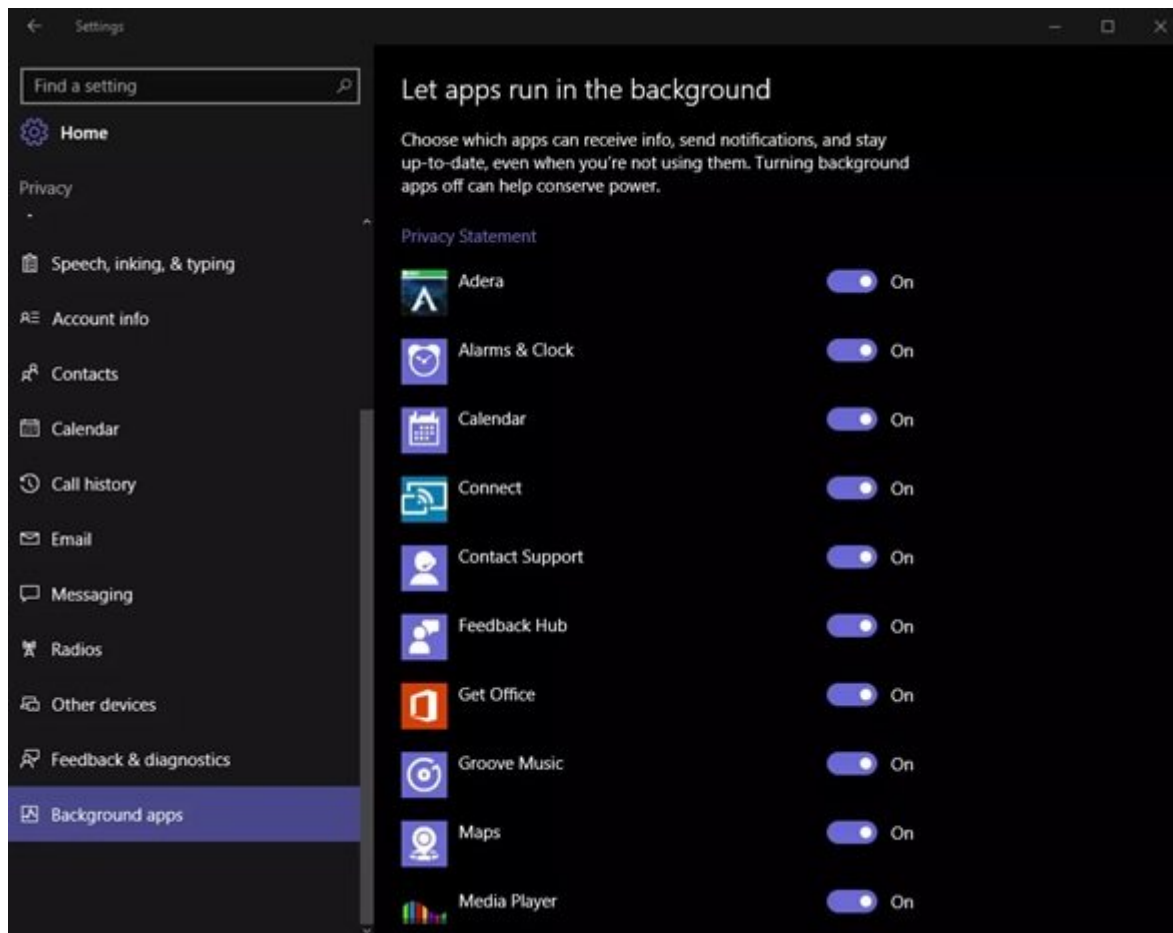 Settings
Find a setting
Home
Privacy
Speech, inking, & typing
Account info
Contacts
Calendar
Call history
Email
Messaging
Radios
Other devices
Feedback & diagnostics
Background apps
Let apps run in the background
Choose which apps can receive info, send notifications, and stay
up-to-date, even when you're not using them. Turning background
apps off can help conserve power.
Privacy Statement
Adera On
Alarms & Clock On
Calendar On
Connect On
Contact Support On
Feedback Hub On
Get Office On
Groove Music On
Maps On
Media Player On